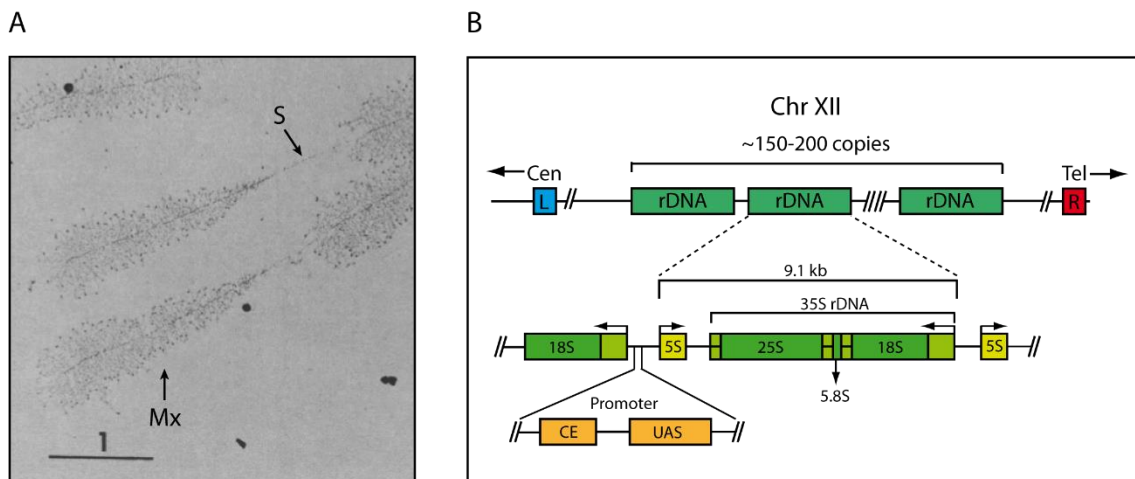 A
S
Mx
1
B
Chr XII
~150-200 copies
Cen
Tel
L
rDNA
rDNA
rDNA
R
9.1 kb
35S rDNA
18S
5S
25S
18S
5S
5.8S
Promoter
CE
UAS